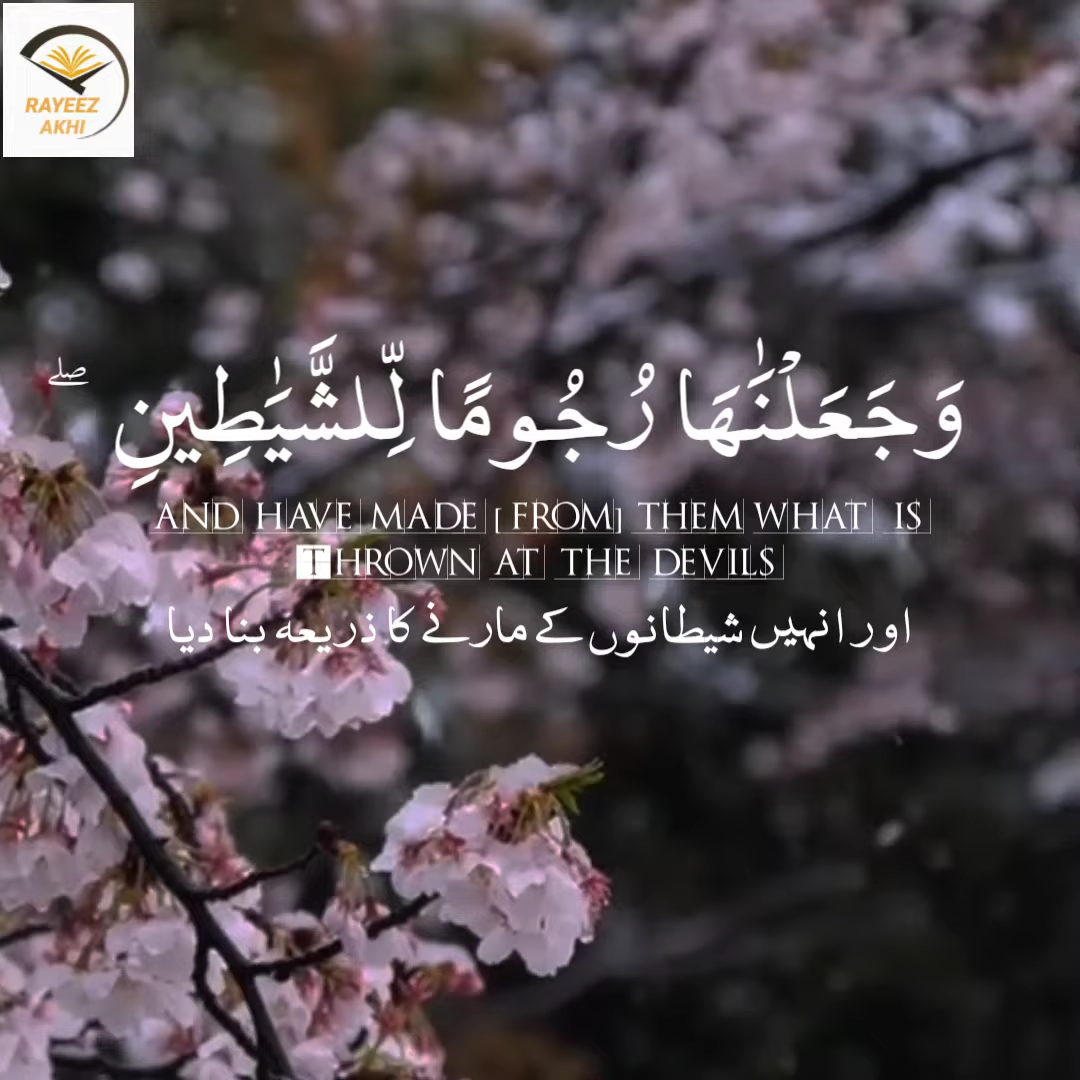 RAYEEZ
AKHI
وَجَعَلْنَٰهَا رُجُومًا لِّلشَّيَٰطِينِ ۖ
AND HAVE MADE [FROM] THEM WHAT IS
THROWN AT THE DEVILS
اور انہیں شیطانوں کے مارنے کا ذریعہ بنا دیا